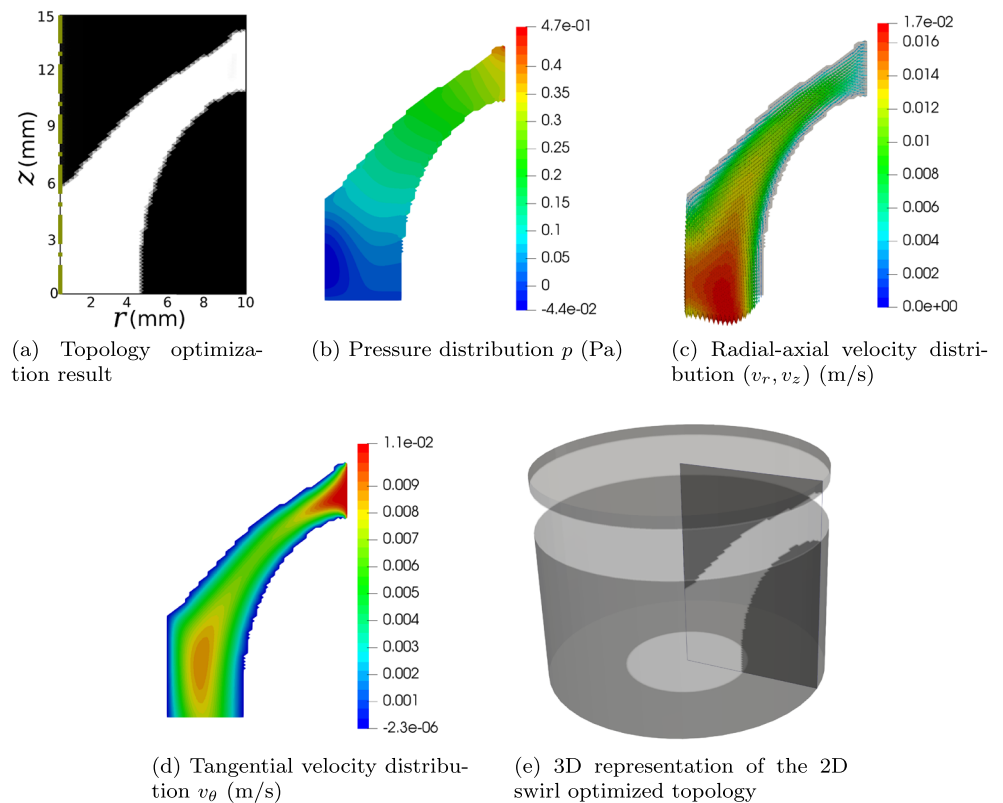 15
12
9
6
3
0
z(mm)
2 4 6 8 10
r(mm)
4.7e-01
0.4
0.35
0.3
0.25
0.2
0.15
0.1
0.05
0
-4.4e-02
1.7e-02
0.016
0.014
0.012
0.01
0.008
0.006
0.004
0.002
0.0e+00
(a) Topology optimiza-
tion result
(b) Pressure distribution p (Pa)
(c) Radial-axial velocity distri-
bution (vr, vz) (m/s)
1.1e-02
0.009
0.008
0.007
0.006
0.005
0.004
0.003
0.002
0.001
-2.3e-06
(d) Tangential velocity distribu-
tion vθ (m/s)
(e) 3D representation of the 2D
swirl optimized topology